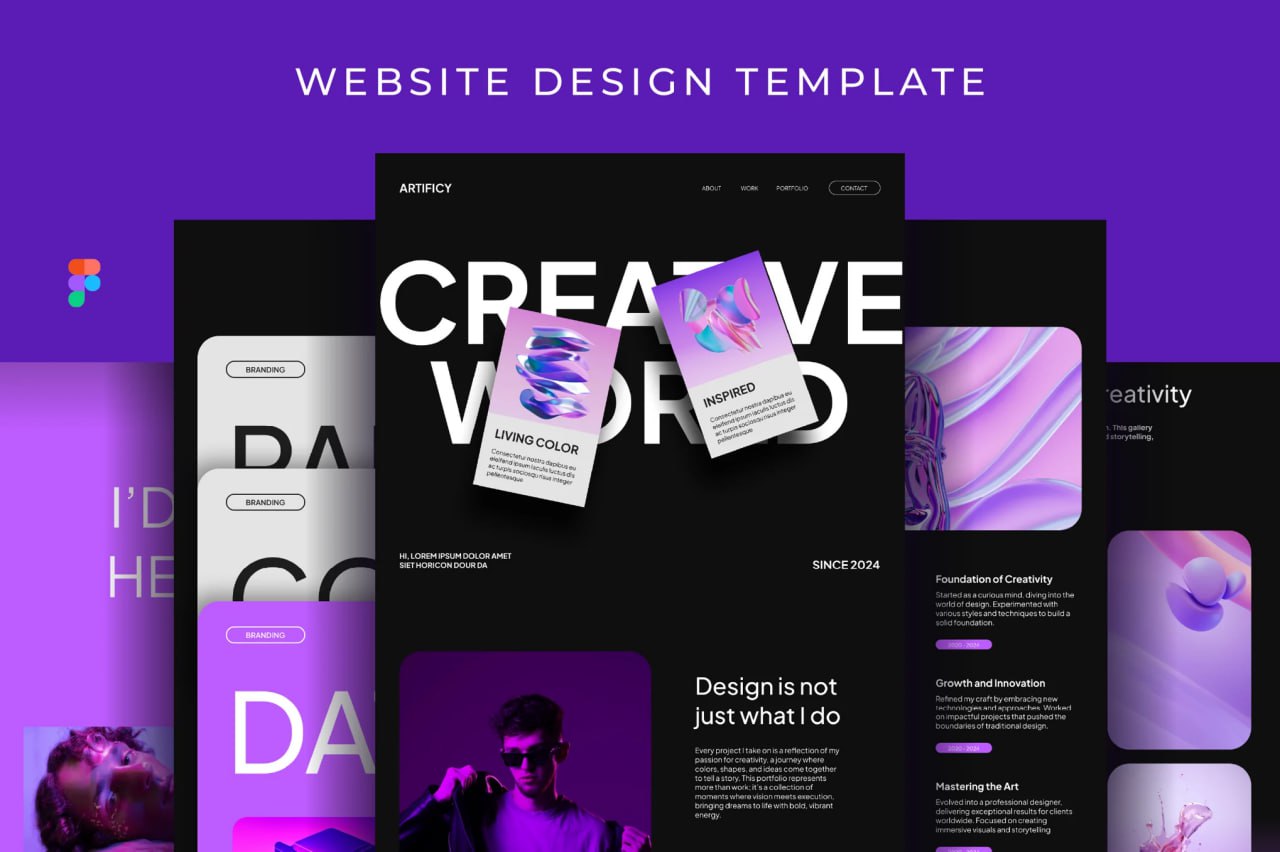 WEBSITE DESIGN TEMPLATE
ARTIFICY
ABOUT WORK PORTFOLIO CONTACT
CREATIVE
WORLD
LIVING COLOR
Consectetur nostra dapibus eu
eleifend ipsum iaculis luctus dis
ac turpis sociosqu risus integer
pellentesque
INSPIRED
Consectetur nostra dapibus eu
eleifend ipsum iaculis luctus dis
ac turpis sociosqu risus integer
pellentesque
HI, LOREM IPSUM DOLOR AMET
SIET HORICON DOUR DA
SINCE 2024
Design is not
just what I do
Every project I take on is a reflection of my
passion for creativity, a journey where
colors, shapes, and ideas come together
to tell a story. This portfolio represents
more than work; it's a collection of
moments where vision meets execution,
bringing dreams to life with bold, vibrant
energy.
I'D
HE
BRANDING
BRANDING
CO
BRANDING
DA
Foundation of Creativity
Started as a curious mind, diving into the
world of design. Experimented with
various styles and techniques to build a
solid foundation.
2020 - 2024
Growth and Innovation
Refined my craft by embracing new
technologies and approaches. Worked
on impactful projects that pushed the
boundaries of traditional design.
2020 - 2024
Mastering the Art
Evolved into a professional designer,
delivering exceptional results for clients
worldwide. Focused on creating
immersive visuals and storytelling
reativity
. This gallery
storytelling,